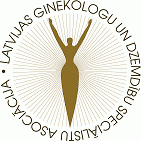 LATVIJAS GINEKOLOGU UN DZEMDĪBU SPECIĀLISTU ASOCIĀCIJA •